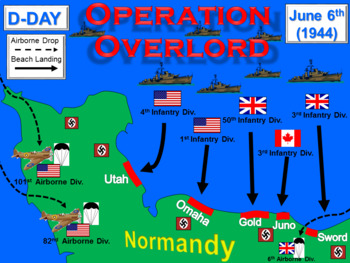 D-DAY
OPERATION
OVERLORD
June 6th
(1944)
Airborne Drop
Beach Landing
4th Infantry Div.
1st Infantry Div.
50th Infantry Div.
3rd Infantry Div.
3rd Infantry Div.
101st Airborne Div.
Utah
Omaha
Gold
Juno
Sword
82nd Airborne Div.
6th Airborne Div.
Normandy